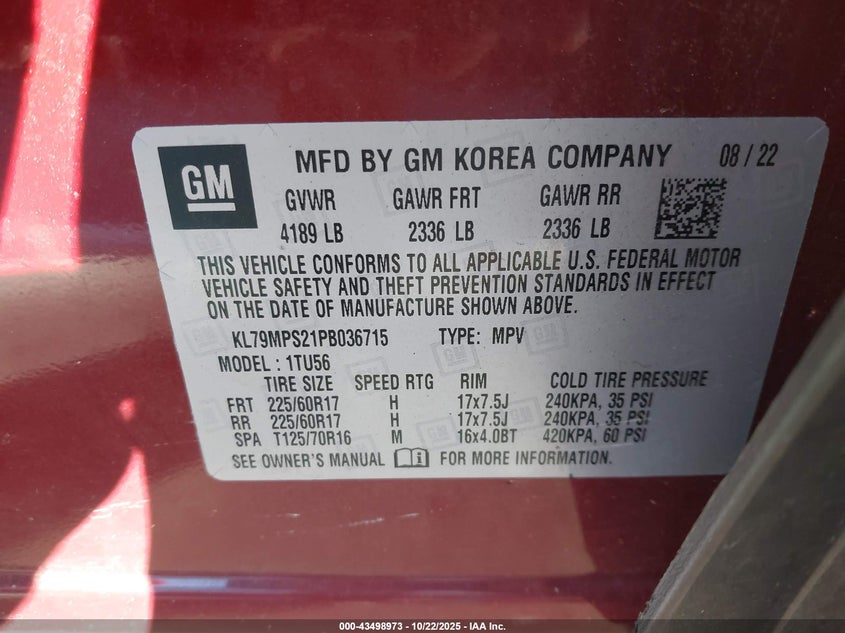 GM
MFD BY GM KOREA COMPANY 08 / 22
GVWR GAWR FRT GAWR RR
4189 LB 2336 LB 2336 LB
THIS VEHICLE CONFORMS TO ALL APPLICABLE U.S. FEDERAL MOTOR
VEHICLE SAFETY AND THEFT PREVENTION STANDARDS IN EFFECT
ON THE DATE OF MANUFACTURE SHOWN ABOVE.
KL79MPS21PB036715 TYPE: MPV
MODEL : 1TU56
TIRE SIZE SPEED RTG RIM COLD TIRE PRESSURE
FRT 225/60R17 H 17x7.5J 240KPA, 35 PSI
RR 225/60R17 H 17x7.5J 240KPA, 35 PSI
SPA T125/70R16 M 16x4.0BT 420KPA, 60 PSI
SEE OWNER'S MANUAL FOR MORE INFORMATION.
000-43498973 - 10/22/2025 - IAA Inc.